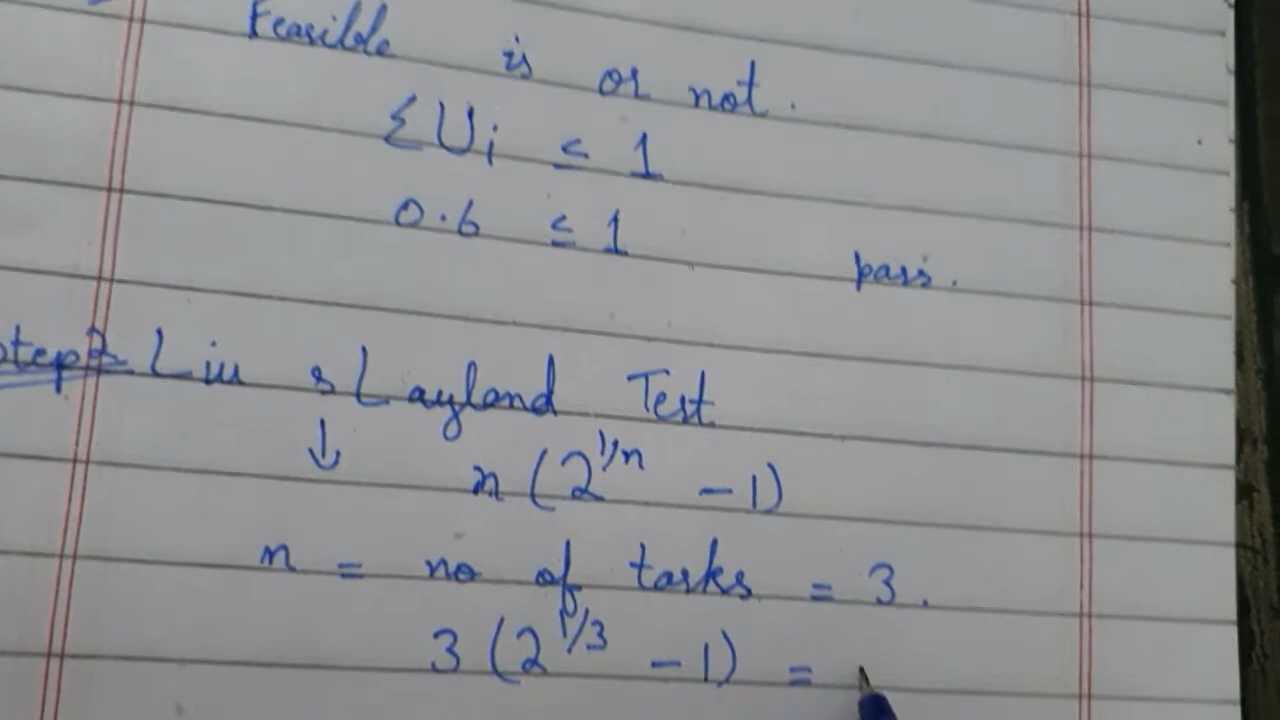 Feasible is or not.
ΣUi ≤ 1
0.6 ≤ 1 pass.
Step2 Liu & Layland Test
↓ n(2^1/n - 1)
n = no of tasks = 3.
3(2^1/3 - 1) =